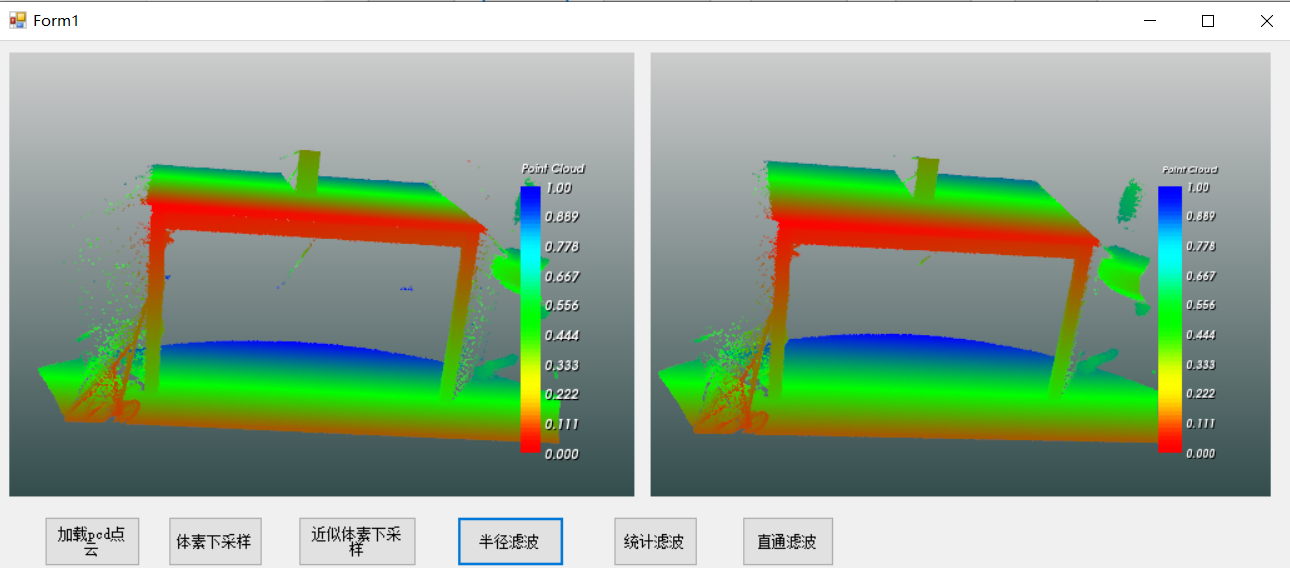 Form1
Point Cloud
1.00
0.889
0.778
0.667
0.556
0.444
0.333
0.222
0.111
0.000
Point Cloud
1.00
0.889
0.778
0.667
0.556
0.444
0.333
0.222
0.111
0.000
加载pcd点
云
体素下采样
近似体素下采
样
半径滤波
统计滤波
直通滤波